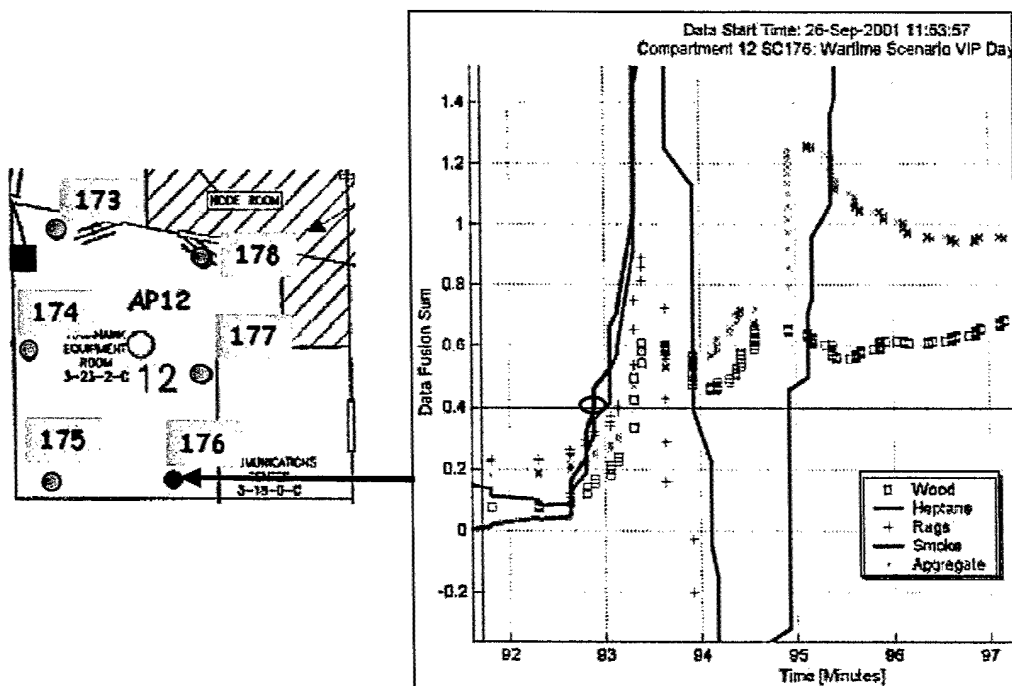 173
NODE ROOM
178
174
AP12
177
EQUIPMENT
ROOM
3-23-2-C
12
175
176
Data Start Time: 26-Sep-2001 11:53:57
Compartment 12 SC176: Wartime Scenario VIP Day
Data Fusion Sum
1.4
1.2
1
0.8
0.6
0.4
0.2
0
-0.2
92
93
94
95
96
97
Time [Minutes]
Wood
Heptane
Rags
Smoke
Aggregate